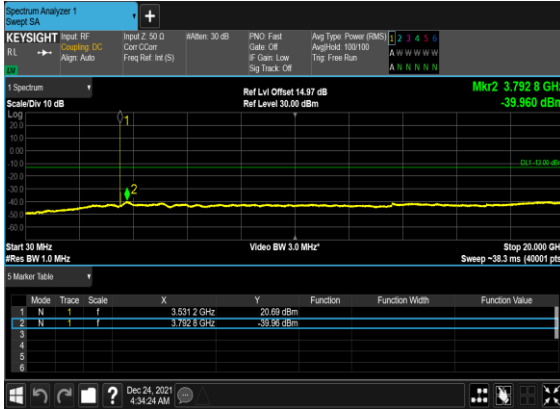 Spectrum Analyzer 1
Swept SA
+
KEYSIGHT Input: RF Input Z: 50 Ω #Atten: 30 dB PNO: Fast Avg Type: Power (RMS) 1 2 3 4 5 6
RL Coupling: DC Corr CCorr Gate: Off Avg|Hold: 100/100 A W W W W W
Align: Auto Freq Ref: Int (S) IF Gain: Low Trig: Free Run
Sig Track: Off A N N N N N
1 Spectrum Ref Lvl Offset 14.97 dB Mkr2 3.792 8 GHz
Scale/Div 10 dB Ref Level 30.00 dBm -39.960 dBm
Log
20.0
10.0
0.00
-10.0
-20.0
-30.0
-40.0
-50.0
-60.0
1
2
DL1 -13.00 dBm
Start 30 MHz Video BW 3.0 MHz* Stop 20.000 GHz
#Res BW 1.0 MHz Sweep ~38.3 ms (40001 pts)
5 Marker Table
Mode Trace Scale X Y Function Function Width Function Value
1 N 1 f 3.531 2 GHz 20.69 dBm
2 N 1 f 3.792 8 GHz -39.96 dBm
3
4
5
6
? Dec 24, 2021
4:34:24 AM